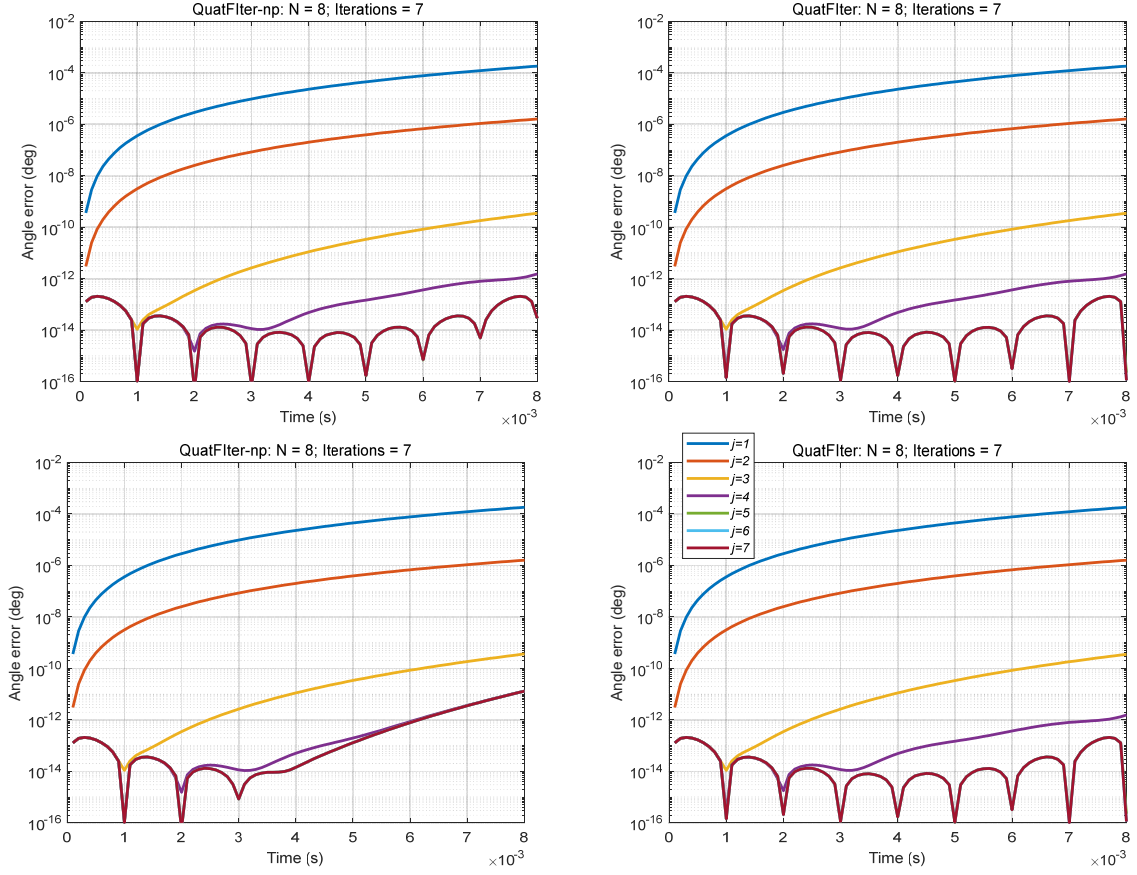 QuatFIter-np: N = 8; Iterations = 7
Angle error (deg)
10-2
10-4
10-6
10-8
10-10
10-12
10-14
10-16
0 1 2 3 4 5 6 7 8
Time (s)
×10-3
QuatFIter: N = 8; Iterations = 7
Angle error (deg)
10-2
10-4
10-6
10-8
10-10
10-12
10-14
10-16
0 1 2 3 4 5 6 7 8
Time (s)
×10-3
QuatFIter-np: N = 8; Iterations = 7
Angle error (deg)
10-2
10-4
10-6
10-8
10-10
10-12
10-14
10-16
0 1 2 3 4 5 6 7 8
Time (s)
×10-3
QuatFIter: N = 8; Iterations = 7
j=1
j=2
j=3
j=4
j=5
j=6
j=7
Angle error (deg)
10-2
10-4
10-6
10-8
10-10
10-12
10-14
10-16
0 1 2 3 4 5 6 7 8
Time (s)
×10-3